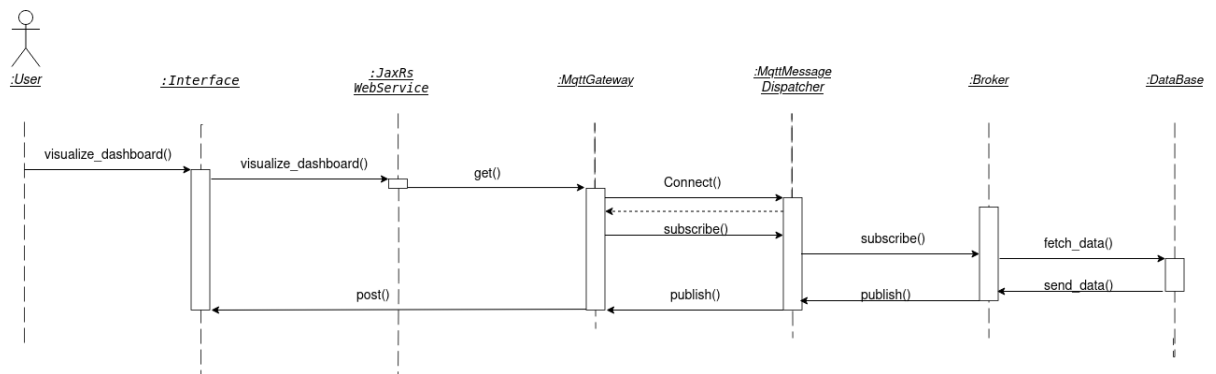 :User
:Interface
:JaxRs
WebService
:MqttGateway
:MqttMessage
Dispatcher
:Broker
:DataBase
visualize_dashboard()
visualize_dashboard()
get()
Connect()
subscribe()
subscribe()
fetch_data()
send_data()
publish()
publish()
post()